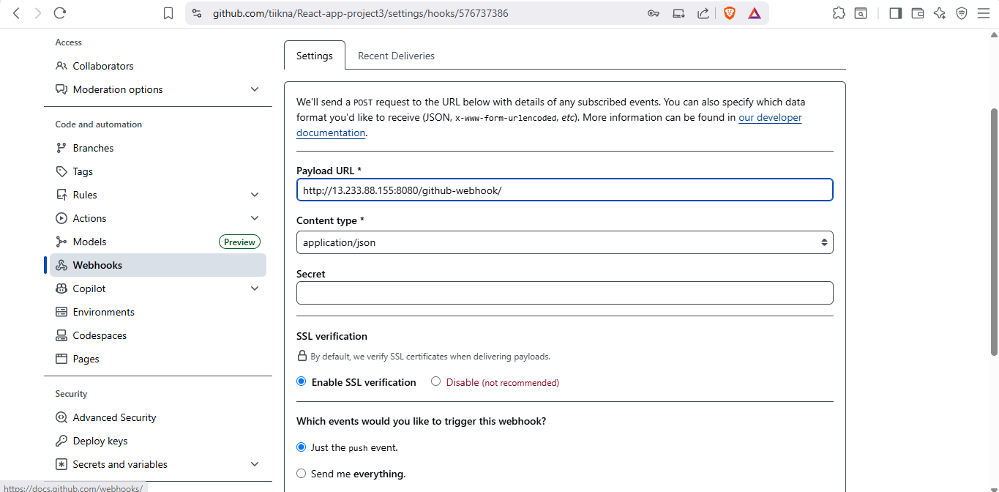 github.com/tiikna/React-app-project3/settings/hooks/576737386
Access
Collaborators
Moderation options
Code and automation
Branches
Tags
Rules
Actions
Models Preview
Webhooks
Copilot
Environments
Codespaces
Pages
Security
Advanced Security
Deploy keys
Secrets and variables
https://docs.github.com/webhooks/
Settings Recent Deliveries
We'll send a POST request to the URL below with details of any subscribed events. You can also specify which data
format you'd like to receive (JSON, x-www-form-urlencoded, etc). More information can be found in our developer
documentation.
Payload URL *
http://13.233.88.155:8080/github-webhook/
Content type *
application/json
Secret
SSL verification
By default, we verify SSL certificates when delivering payloads.
Enable SSL verification Disable (not recommended)
Which events would you like to trigger this webhook?
Just the push event.
Send me everything.